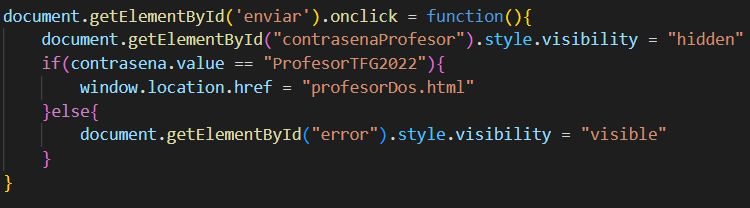 document.getElementById('enviar').onclick = function(){
    document.getElementById("contrasenaProfesor").style.visibility = "hidden"
    if(contrasena.value == "ProfesorTFG2022"){
        window.location.href = "profesorDos.html"
    }else{
        document.getElementById("error").style.visibility = "visible"
    }
}